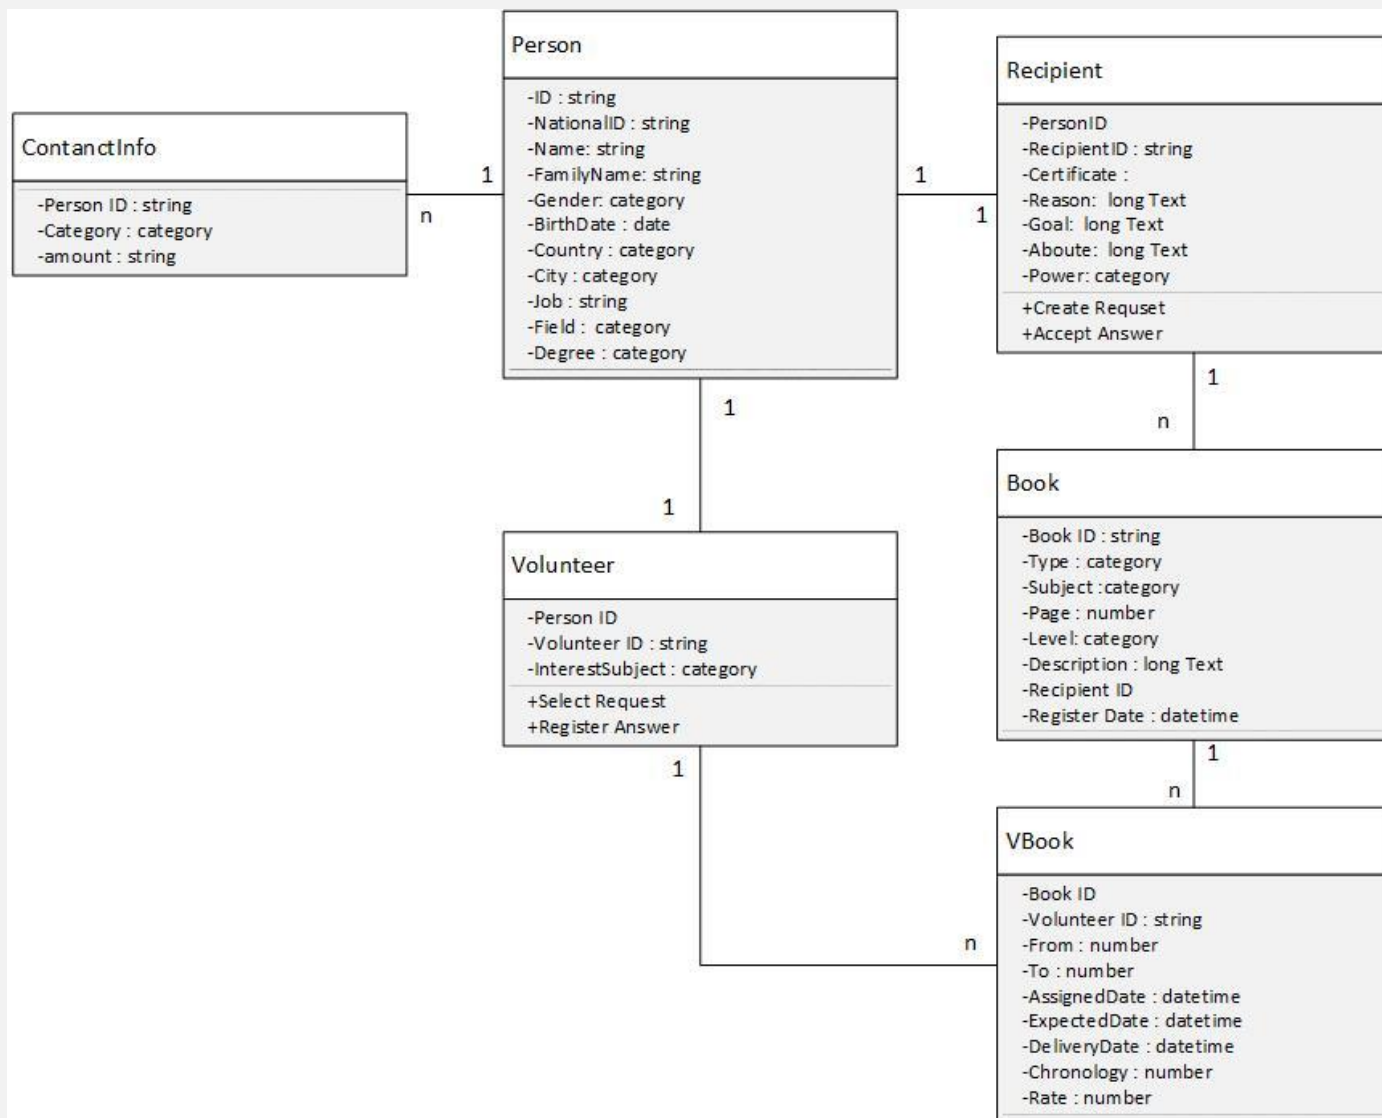 ContanctInfo
-Person ID : string
-Category : category
-amount : string
n
1
Person
-ID : string
-NationalID : string
-Name: string
-FamilyName: string
-Gender: category
-BirthDate : date
-Country : category
-City : category
-Job : string
-Field : category
-Degree : category
1
1
Recipient
-PersonID
-RecipientID : string
-Certificate :
-Reason: long Text
-Goal: long Text
-Aboute: long Text
-Power: category
+Create Requset
+Accept Answer
1
n
1
1
Volunteer
-Person ID
-Volunteer ID : string
-InterestSubject : category
+Select Request
+Register Answer
1
n
Book
-Book ID : string
-Type : category
-Subject :category
-Page : number
-Level: category
-Description : long Text
-Recipient ID
-Register Date : datetime
1
n
VBook
-Book ID
-Volunteer ID : string
-From : number
-To : number
-AssignedDate : datetime
-ExpectedDate : datetime
-DeliveryDate : datetime
-Chronology : number
-Rate : number